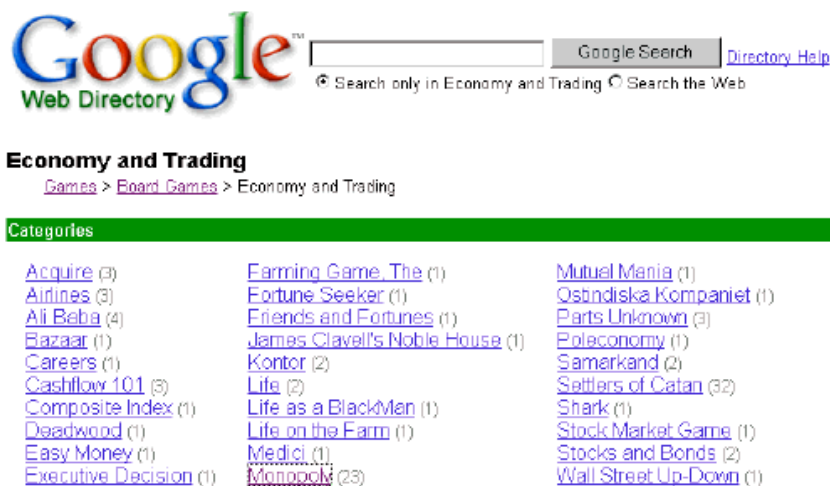 Google™
Web Directory
Google Search
Directory Help
Search only in Economy and Trading Search the Web
Economy and Trading
Games > Board Games > Economy and Trading
Categories
Acquire (3)
Airlines (3)
Ali Baba (4)
Bazaar (1)
Careers (1)
Cashflow 101 (3)
Composite Index (1)
Deadwood (1)
Easy Money (1)
Executive Decision (1)
Farming Game, The (1)
Fortune Seeker (1)
Friends and Fortunes (1)
James Clavell's Noble House (1)
Kontor (2)
Life (2)
Life as a BlackMan (1)
Life on the Farm (1)
Medici (1)
Monopoly (23)
Mutual Mania (1)
Ostindiska Kompaniet (1)
Parts Unknown (3)
Poleconomy (1)
Samarkand (2)
Settlers of Catan (32)
Shark (1)
Stock Market Game (1)
Stocks and Bonds (2)
Wall Street Up-Down (1)